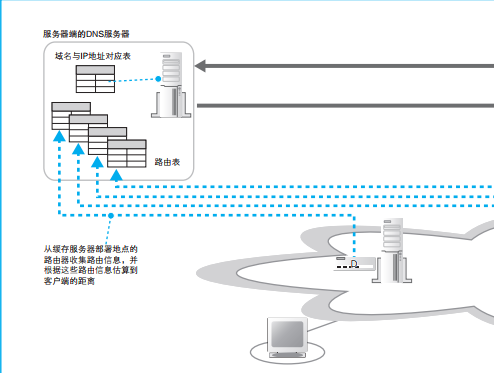 服务器端的DNS服务器
域名与IP地址对应表
路由表
从缓存服务器部署地点的
路由器收集路由信息，并
根据这些路由信息估算到
客户端的距离